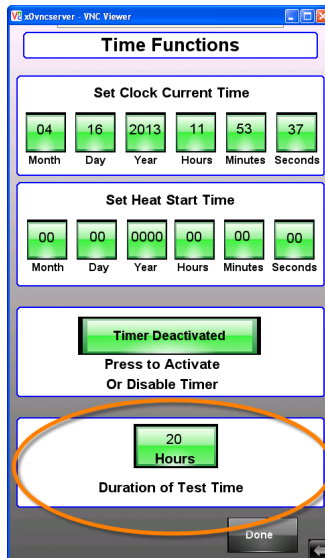 x0vncserver - VNC Viewer
Time Functions
Set Clock Current Time
04 16 2013 11 53 37
Month Day Year Hours Minutes Seconds
Set Heat Start Time
00 00 0000 00 00 00
Month Day Year Hours Minutes Seconds
Timer Deactivated
Press to Activate
Or Disable Timer
20
Hours
Duration of Test Time
Done